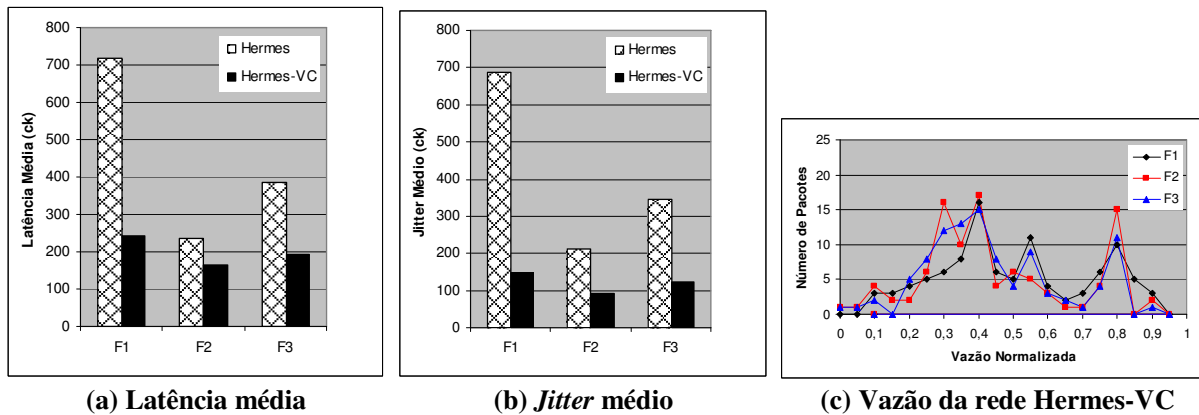 800
700
600
500
400
300
200
100
0
Latência Média (ck)
Hermes
Hermes-VC
F1 F2 F3
(a) Latência média
800
700
600
500
400
300
200
100
0
Jitter Médio (ck)
Hermes
Hermes-VC
F1 F2 F3
(b) Jitter médio
25
20
15
10
5
0
Número de Pacotes
F1
F2
F3
0 0,1 0,2 0,3 0,4 0,5 0,6 0,7 0,8 0,9 1
Vazão Normalizada
(c) Vazão da rede Hermes-VC